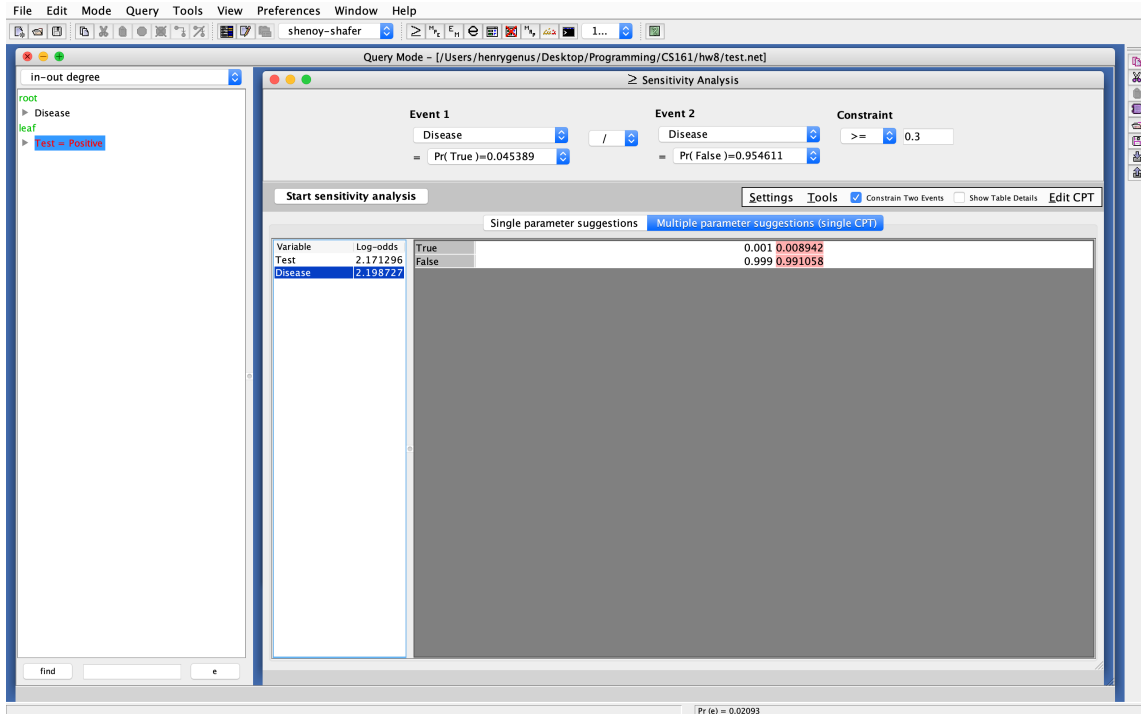 File Edit Mode Query Tools View Preferences Window Help
shenoy-shafer 1...
Query Mode - [/Users/henrygenus/Desktop/Programming/CS161/hw8/test.net]
in-out degree
root
Disease
leaf
Test = Positive
≥ Sensitivity Analysis
Event 1 Event 2 Constraint
Disease / Disease >= 0.3
= Pr( True )=0.045389 = Pr( False )=0.954611
Start sensitivity analysis Settings Tools Constrain Two Events Show Table Details Edit CPT
Single parameter suggestions Multiple parameter suggestions (single CPT)
Variable Log-odds
Test 2.171296
Disease 2.198727
True 0.001 0.008942
False 0.999 0.991058
find e
Pr (e) = 0.02093